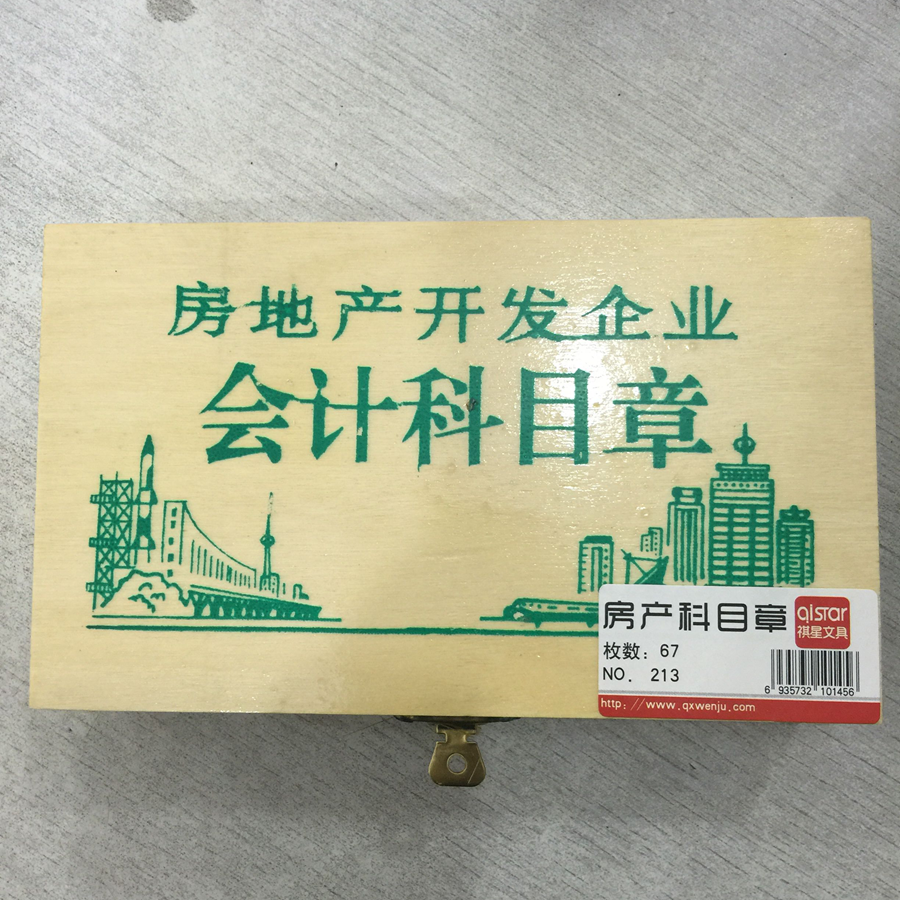 房地产开发企业
会计科目章
房产科目章
qistar
祺星文具
枚数：67
NO. 213
6 935732 101456
http://www.qxwenju.com